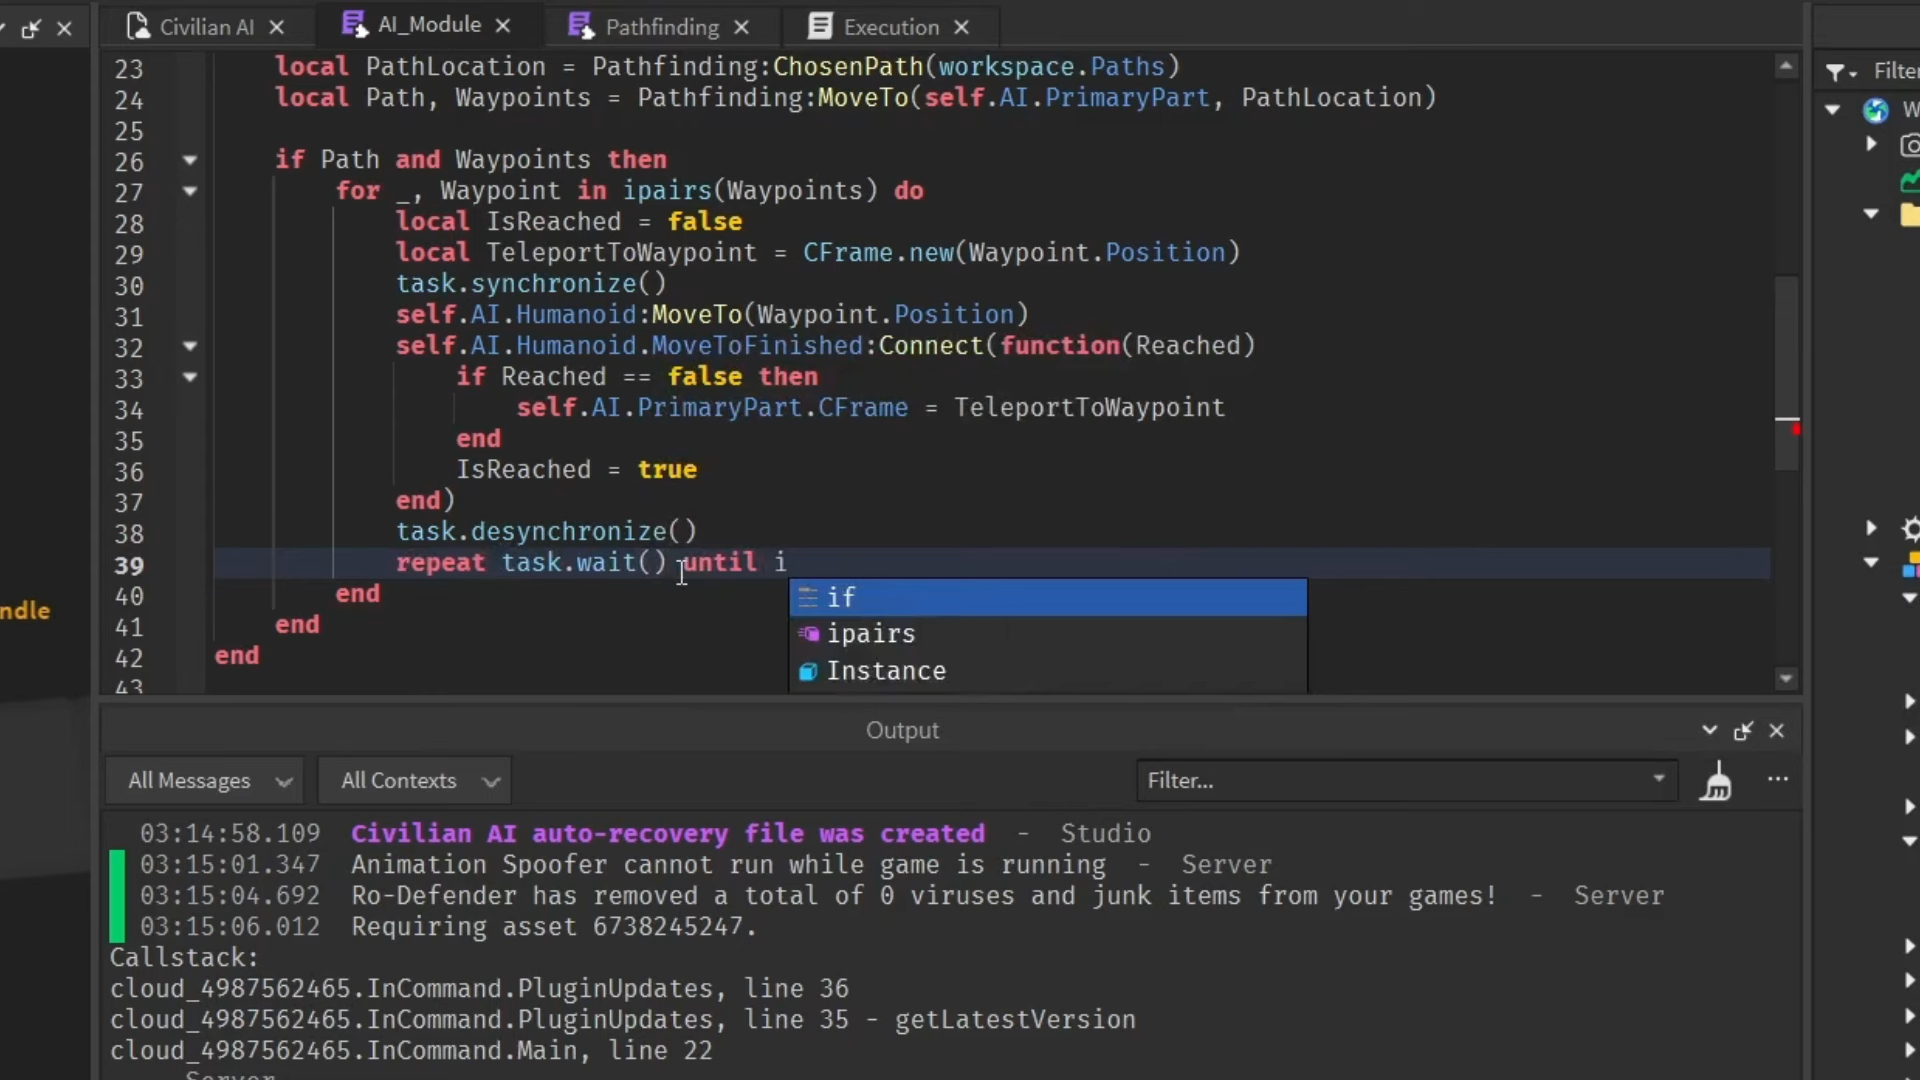 Civilian AI
AI_Module
Pathfinding
Execution
23 local PathLocation = Pathfinding:ChosenPath(workspace.Paths)
24 local Path, Waypoints = Pathfinding:MoveTo(self.AI.PrimaryPart, PathLocation)
25
26 if Path and Waypoints then
27 for _, Waypoint in ipairs(Waypoints) do
28 local IsReached = false
29 local TeleportToWaypoint = CFrame.new(Waypoint.Position)
30 task.synchronize()
31 self.AI.Humanoid:MoveTo(Waypoint.Position)
32 self.AI.Humanoid.MoveToFinished:Connect(function(Reached)
33 if Reached == false then
34 self.AI.PrimaryPart.CFrame = TeleportToWaypoint
35 end
36 IsReached = true
37 end)
38 task.desynchronize()
39 repeat task.wait() until i
40 end
41 end
42 end
43
if
ipairs
Instance
ndle
Filter
W
Output
All Messages
All Contexts
Filter...
03:14:58.109 Civilian AI auto-recovery file was created - Studio
03:15:01.347 Animation Spoofer cannot run while game is running - Server
03:15:04.692 Ro-Defender has removed a total of 0 viruses and junk items from your games! - Server
03:15:06.012 Requiring asset 6738245247.
Callstack:
cloud_4987562465.InCommand.PluginUpdates, line 36
cloud_4987562465.InCommand.PluginUpdates, line 35 - getLatestVersion
cloud_4987562465.InCommand.Main, line 22
- Server